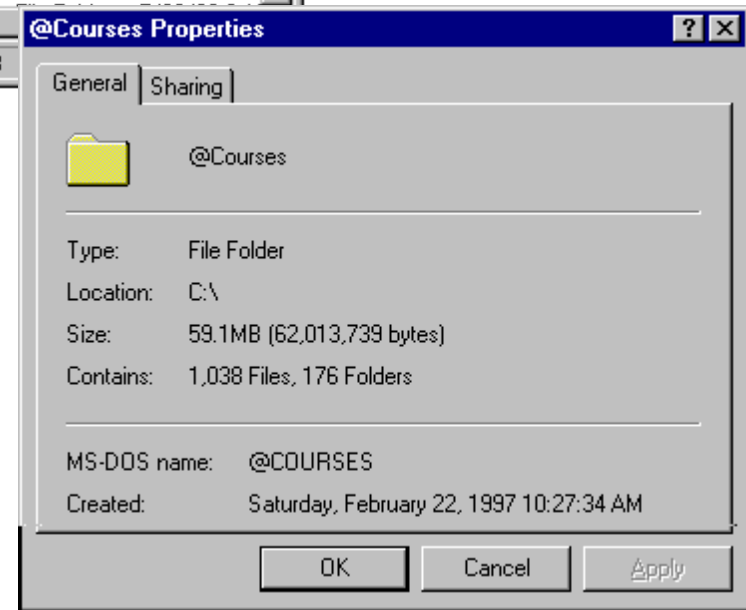 @Courses Properties
General Sharing
@Courses
Type: File Folder
Location: C:\
Size: 59.1MB (62,013,739 bytes)
Contains: 1,038 Files, 176 Folders
MS-DOS name: @COURSES
Created: Saturday, February 22, 1997 10:27:34 AM
OK Cancel Apply